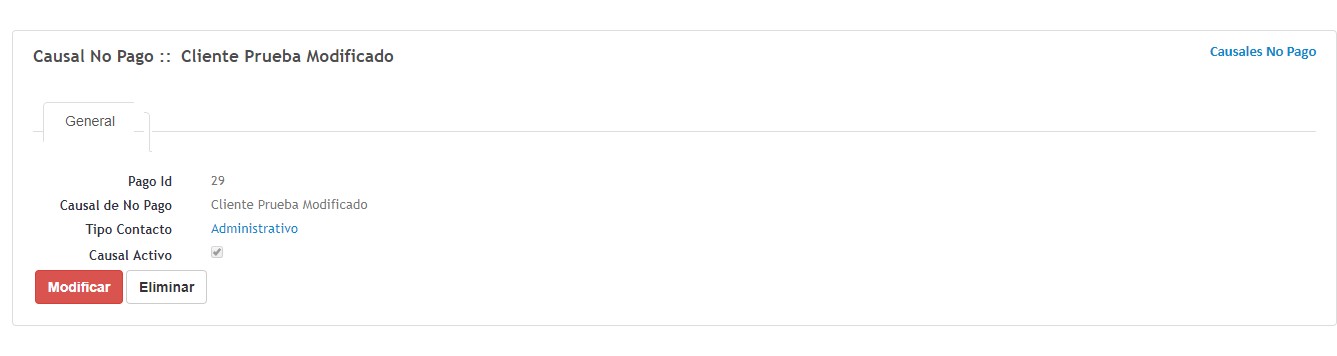 Causal No Pago :: Cliente Prueba Modificado
Causales No Pago
General
Pago Id 29
Causal de No Pago Cliente Prueba Modificado
Tipo Contacto Administrativo
Causal Activo
Modificar Eliminar